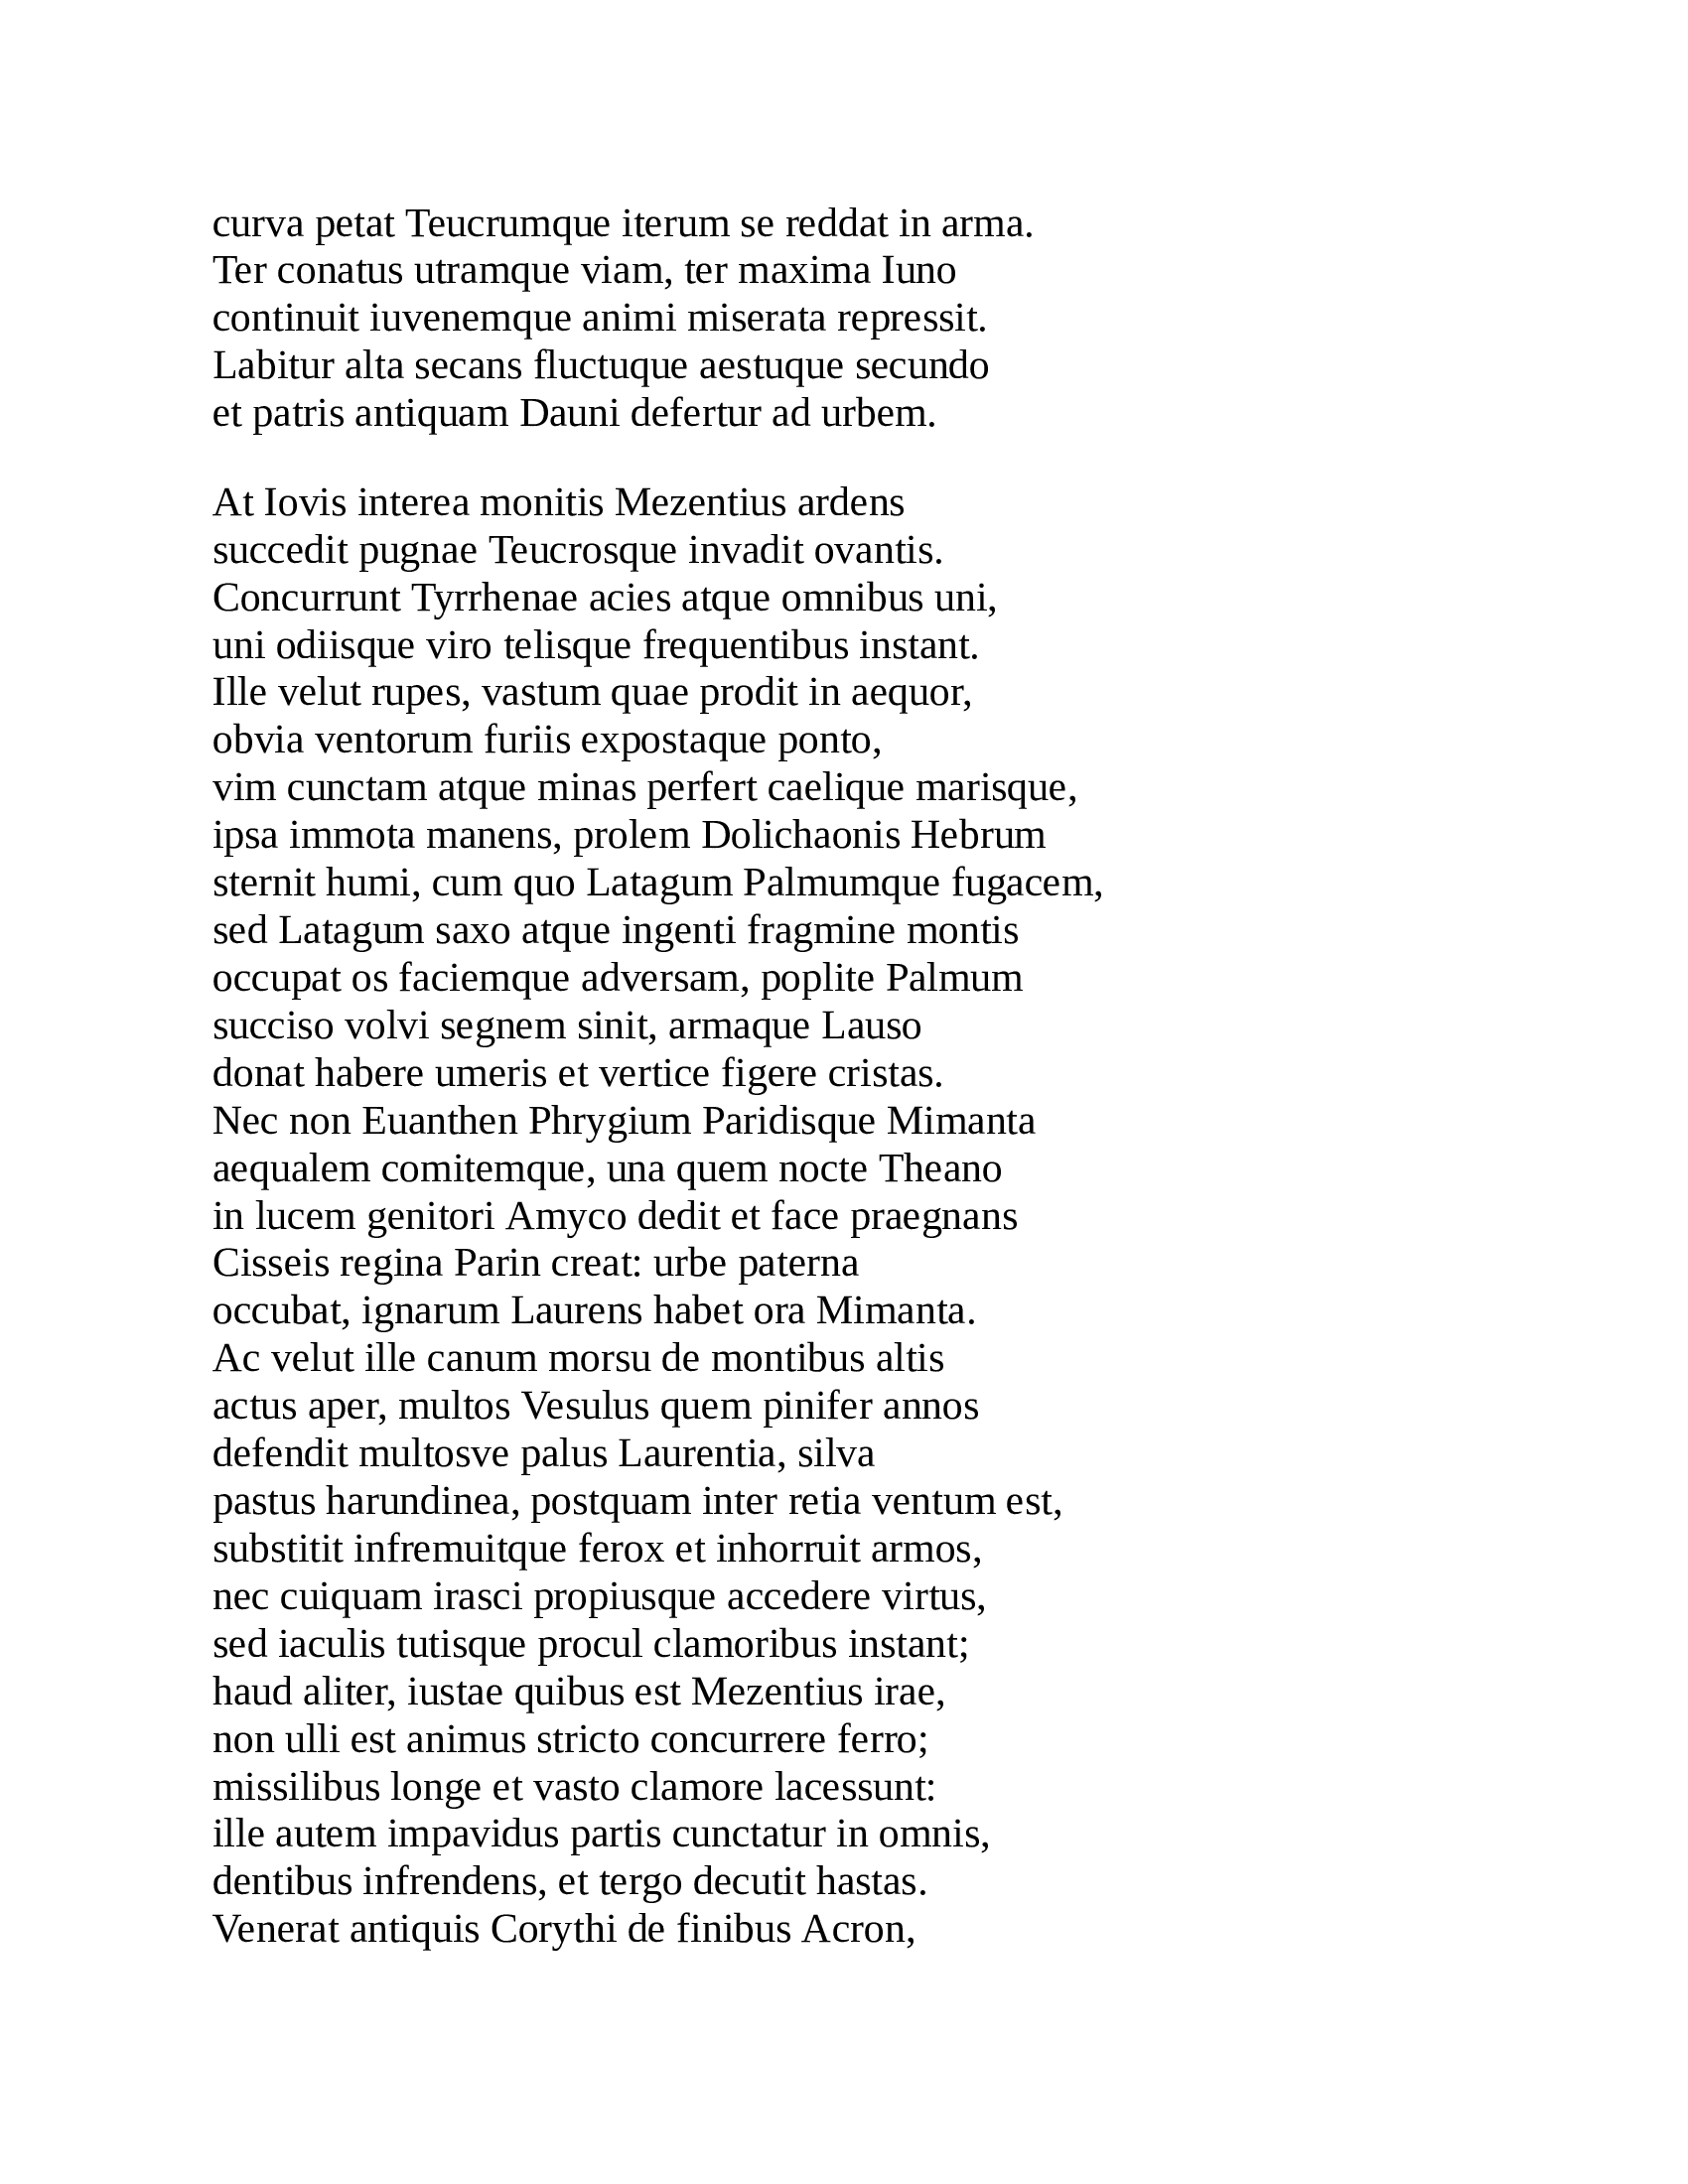 curva petat Teucrumque iterum se reddat in arma.
Ter conatus utramque viam, ter maxima Iuno
continuit iuvenemque animi miserata repressit.
Labitur alta secans fluctuque aestuque secundo
et patris antiquam Dauni defertur ad urbem.

At Iovis interea monitis Mezentius ardens
succedit pugnae Teucrosque invadit ovantis.
Concurrunt Tyrrhenae acies atque omnibus uni,
uni odiisque viro telisque frequentibus instant.
Ille velut rupes, vastum quae prodit in aequor,
obvia ventorum furiis expostaque ponto,
vim cunctam atque minas perfert caelique marisque,
ipsa immota manens, prolem Dolichaonis Hebrum
sternit humi, cum quo Latagum Palmumque fugacem,
sed Latagum saxo atque ingenti fragmine montis
occupat os faciemque adversam, poplite Palmum
succiso volvi segnem sinit, armaque Lauso
donat habere umeris et vertice figere cristas.
Nec non Euanthen Phrygium Paridisque Mimanta
aequalem comitemque, una quem nocte Theano
in lucem genitori Amyco dedit et face praegnans
Cisseis regina Parin creat: urbe paterna
occubat, ignarum Laurens habet ora Mimanta.
Ac velut ille canum morsu de montibus altis
actus aper, multos Vesulus quem pinifer annos
defendit multosve palus Laurentia, silva
pastus harundinea, postquam inter retia ventum est,
substitit infremuitque ferox et inhorruit armos,
nec cuiquam irasci propiusque accedere virtus,
sed iaculis tutisque procul clamoribus instant;
haud aliter, iustae quibus est Mezentius irae,
non ulli est animus stricto concurrere ferro;
missilibus longe et vasto clamore lacessunt:
ille autem impavidus partis cunctatur in omnis,
dentibus infrendens, et tergo decutit hastas.
Venerat antiquis Corythi de finibus Acron,